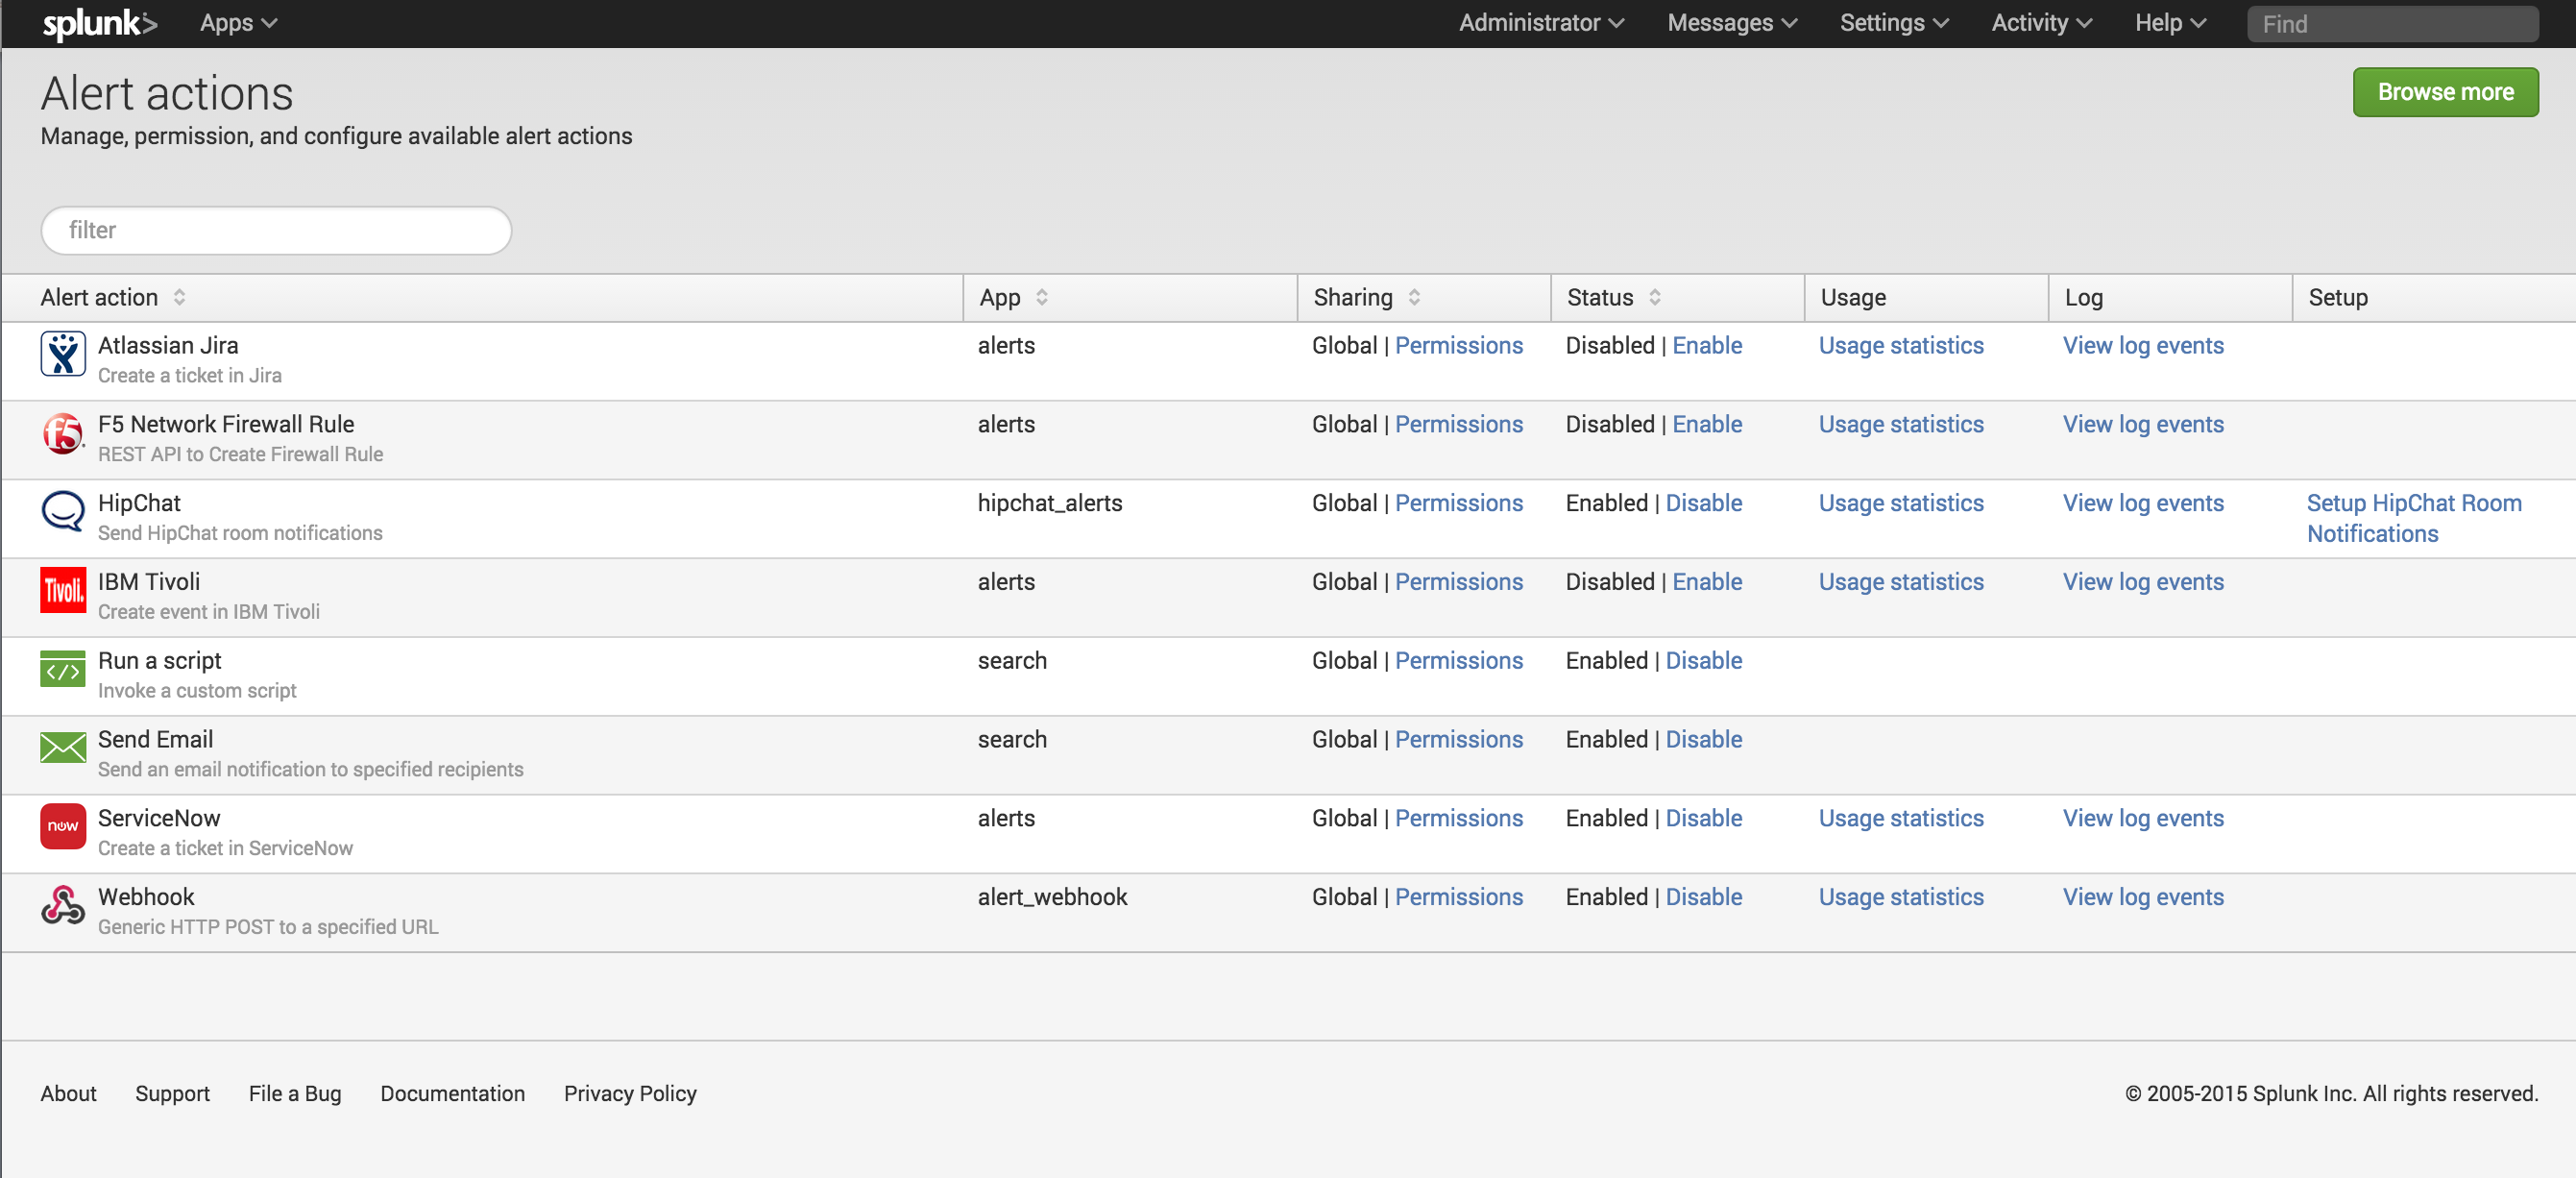 splunk> Apps Administrator Messages Settings Activity Help Find
Alert actions
Browse more
Manage, permission, and configure available alert actions
filter
Alert action App Sharing Status Usage Log Setup
Atlassian Jira alerts Global | Permissions Disabled | Enable Usage statistics View log events
Create a ticket in Jira
f5 F5 Network Firewall Rule alerts Global | Permissions Disabled | Enable Usage statistics View log events
REST API to Create Firewall Rule
HipChat hipchat_alerts Global | Permissions Enabled | Disable Usage statistics View log events Setup HipChat Room
Send HipChat room notifications Notifications
Tivoli. IBM Tivoli alerts Global | Permissions Disabled | Enable Usage statistics View log events
Create event in IBM Tivoli
</> Run a script search Global | Permissions Enabled | Disable
Invoke a custom script
Send Email search Global | Permissions Enabled | Disable
Send an email notification to specified recipients
now ServiceNow alerts Global | Permissions Enabled | Disable Usage statistics View log events
Create a ticket in ServiceNow
Webhook alert_webhook Global | Permissions Enabled | Disable Usage statistics View log events
Generic HTTP POST to a specified URL
About Support File a Bug Documentation Privacy Policy © 2005-2015 Splunk Inc. All rights reserved.